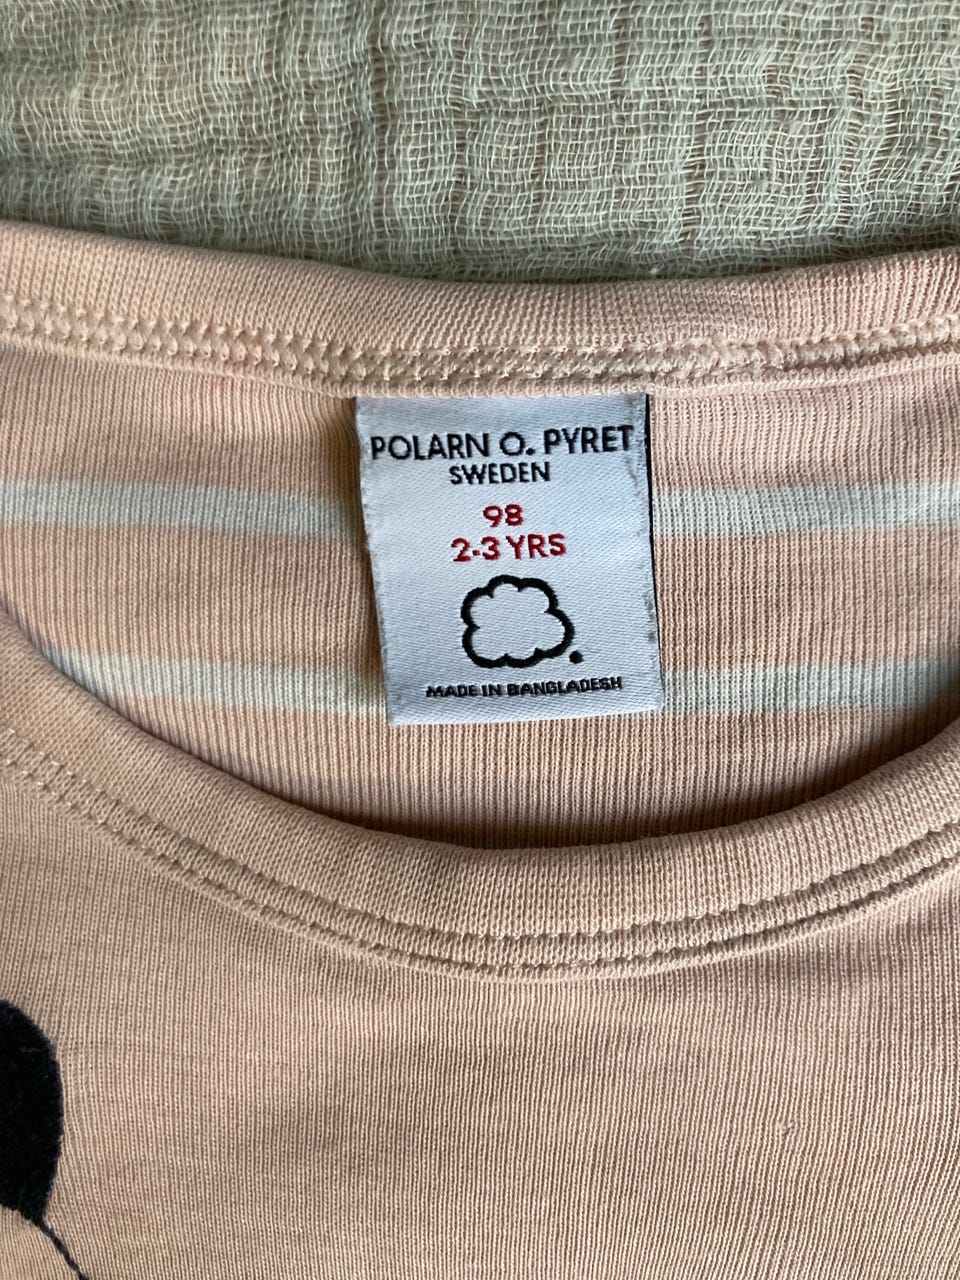 POLARN O. PYRET
SWEDEN
98
2-3 YRS
MADE IN BANGLADESH